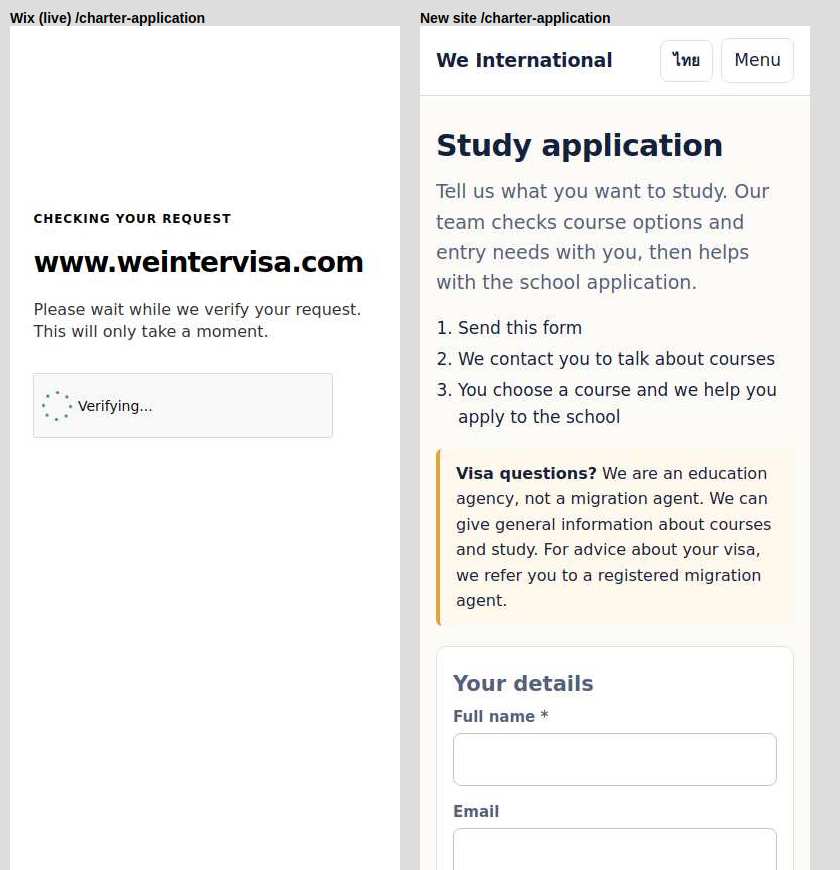 Wix (live) /charter-application
CHECKING YOUR REQUEST
www.weintervisa.com
Please wait while we verify your request.
This will only take a moment.
Verifying...
New site /charter-application
We International
ไทย
Menu
Study application
Tell us what you want to study. Our
team checks course options and
entry needs with you, then helps
with the school application.
1. Send this form
2. We contact you to talk about courses
3. You choose a course and we help you
apply to the school
Visa questions? We are an education
agency, not a migration agent. We can
give general information about courses
and study. For advice about your visa,
we refer you to a registered migration
agent.
Your details
Full name *
Email